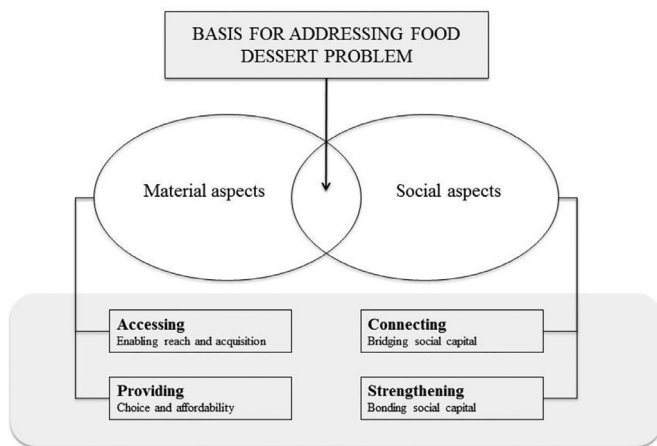 BASIS FOR ADDRESSING FOOD
DESSERT PROBLEM
Material aspects
Social aspects
Accessing
Enabling reach and acquisition
Connecting
Bridging social capital
Providing
Choice and affordability
Strengthening
Bonding social capital